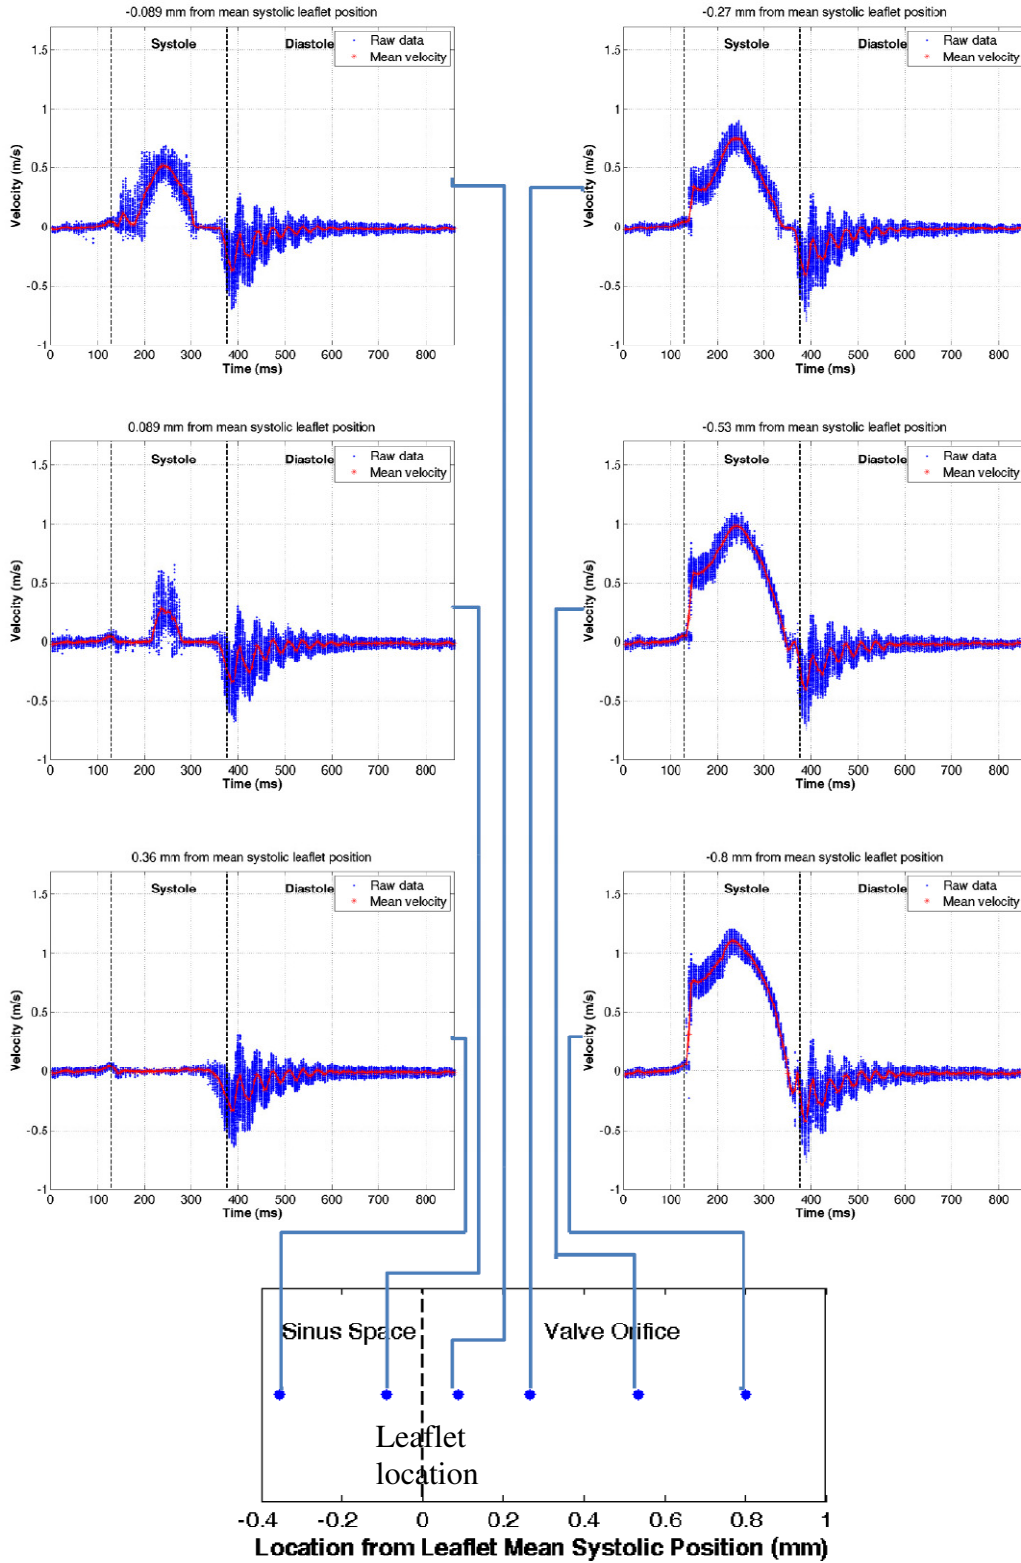 -0.089 mm from mean systolic leaflet position
1.5
1
0.5
0
-0.5
-1
Velocity (m/s)
Systole
Diastole
Raw data
Mean velocity
0 100 200 300 400 500 600 700 800
Time (ms)
-0.27 mm from mean systolic leaflet position
1.5
1
0.5
0
-0.5
-1
Velocity (m/s)
Systole
Diastole
Raw data
Mean velocity
0 100 200 300 400 500 600 700 800
Time (ms)
0.089 mm from mean systolic leaflet position
1.5
1
0.5
0
-0.5
-1
Velocity (m/s)
Systole
Diastole
Raw data
Mean velocity
0 100 200 300 400 500 600 700 800
Time (ms)
-0.53 mm from mean systolic leaflet position
1.5
1
0.5
0
-0.5
-1
Velocity (m/s)
Systole
Diastole
Raw data
Mean velocity
0 100 200 300 400 500 600 700 800
Time (ms)
0.36 mm from mean systolic leaflet position
1.5
1
0.5
0
-0.5
-1
Velocity (m/s)
Systole
Diastole
Raw data
Mean velocity
0 100 200 300 400 500 600 700 800
Time (ms)
-0.8 mm from mean systolic leaflet position
1.5
1
0.5
0
-0.5
-1
Velocity (m/s)
Systole
Diastole
Raw data
Mean velocity
0 100 200 300 400 500 600 700 800
Time (ms)
Sinus Space
Valve Orifice
Leaflet
location
-0.4 -0.2 0 0.2 0.4 0.6 0.8 1
Location from Leaflet Mean Systolic Position (mm)